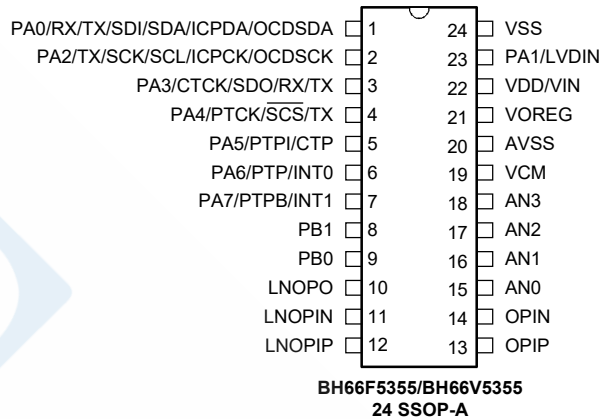 PA0/RX/TX/SDI/SDA/ICPDA/OCDSDA 1 24 VSS
PA2/TX/SCK/SCL/ICPCK/OCDSCK 2 23 PA1/LVDIN
PA3/CTCK/SDO/RX/TX 3 22 VDD/VIN
PA4/PTCK/SCS/TX 4 21 VOREG
PA5/PTPI/CTP 5 20 AVSS
PA6/PTP/INT0 6 19 VCM
PA7/PTPB/INT1 7 18 AN3
PB1 8 17 AN2
PB0 9 16 AN1
LNOPO 10 15 AN0
LNOPIN 11 14 OPIN
LNOPIP 12 13 OPIP
BH66F5355/BH66V5355
24 SSOP-A